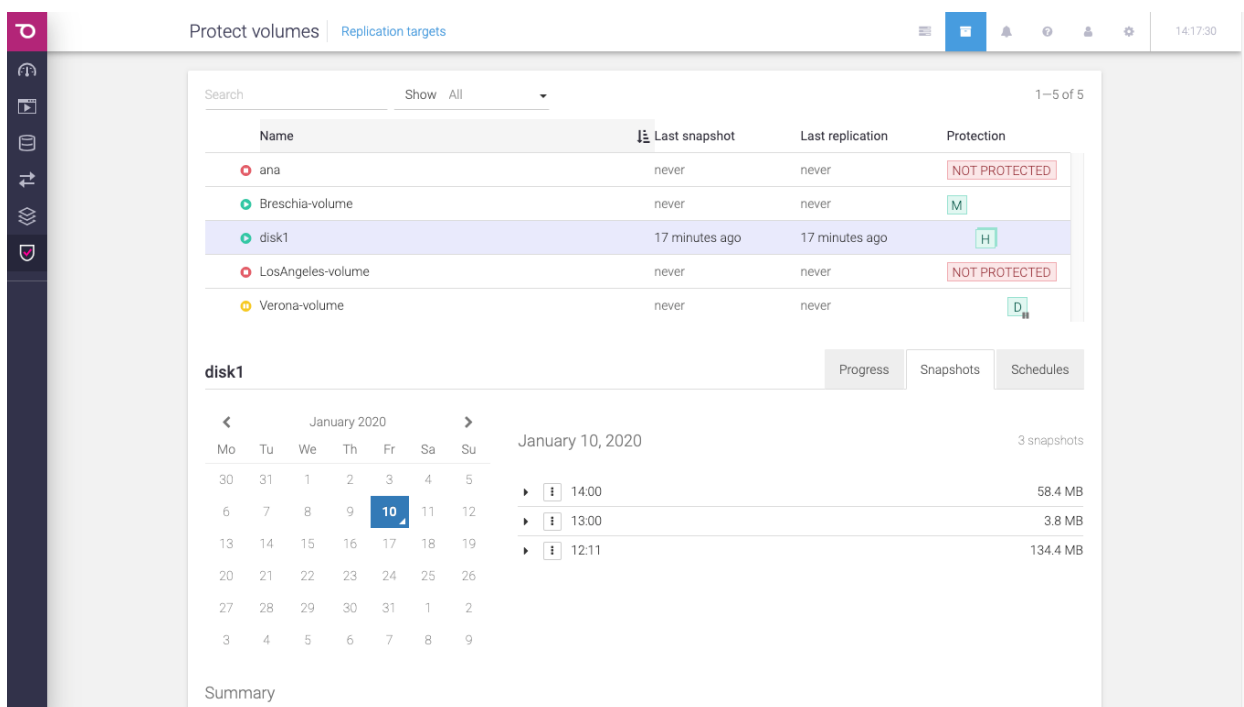 Protect volumes Replication targets 14:17:30
Search Show All 1—5 of 5
Name Last snapshot Last replication Protection
ana never never NOT PROTECTED
Breschia-volume never never M
disk1 17 minutes ago 17 minutes ago H
LosAngeles-volume never never NOT PROTECTED
Verona-volume never never D
disk1 Progress Snapshots Schedules
January 2020
Mo Tu We Th Fr Sa Su
30 31 1 2 3 4 5
6 7 8 9 10 11 12
13 14 15 16 17 18 19
20 21 22 23 24 25 26
27 28 29 30 31 1 2
3 4 5 6 7 8 9
January 10, 2020 3 snapshots
14:00 58.4 MB
13:00 3.8 MB
12:11 134.4 MB
Summary